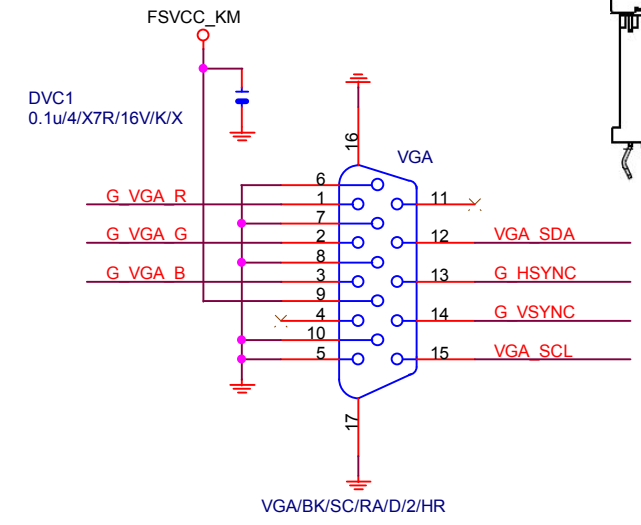 FSVCC_KM
DVC1
0.1u/4/X7R/16V/K/X
16
VGA
6
G_VGA_R
1
11
7
G_VGA_G
2
12
VGA_SDA
8
G_VGA_B
3
13
G_HSYNC
9
4
14
G_VSYNC
10
5
15
VGA_SCL
17
VGA/BK/SC/RA/D/2/HR